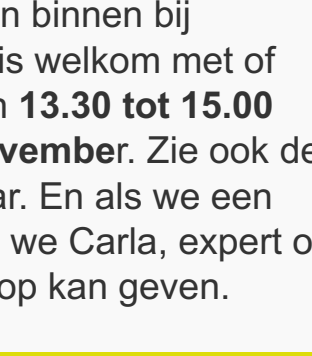 n binnen bij
is welkom met of
n 13.30 tot 15.00
vember. Zie ook de
ar. En als we een
we Carla, expert o
op kan geven.